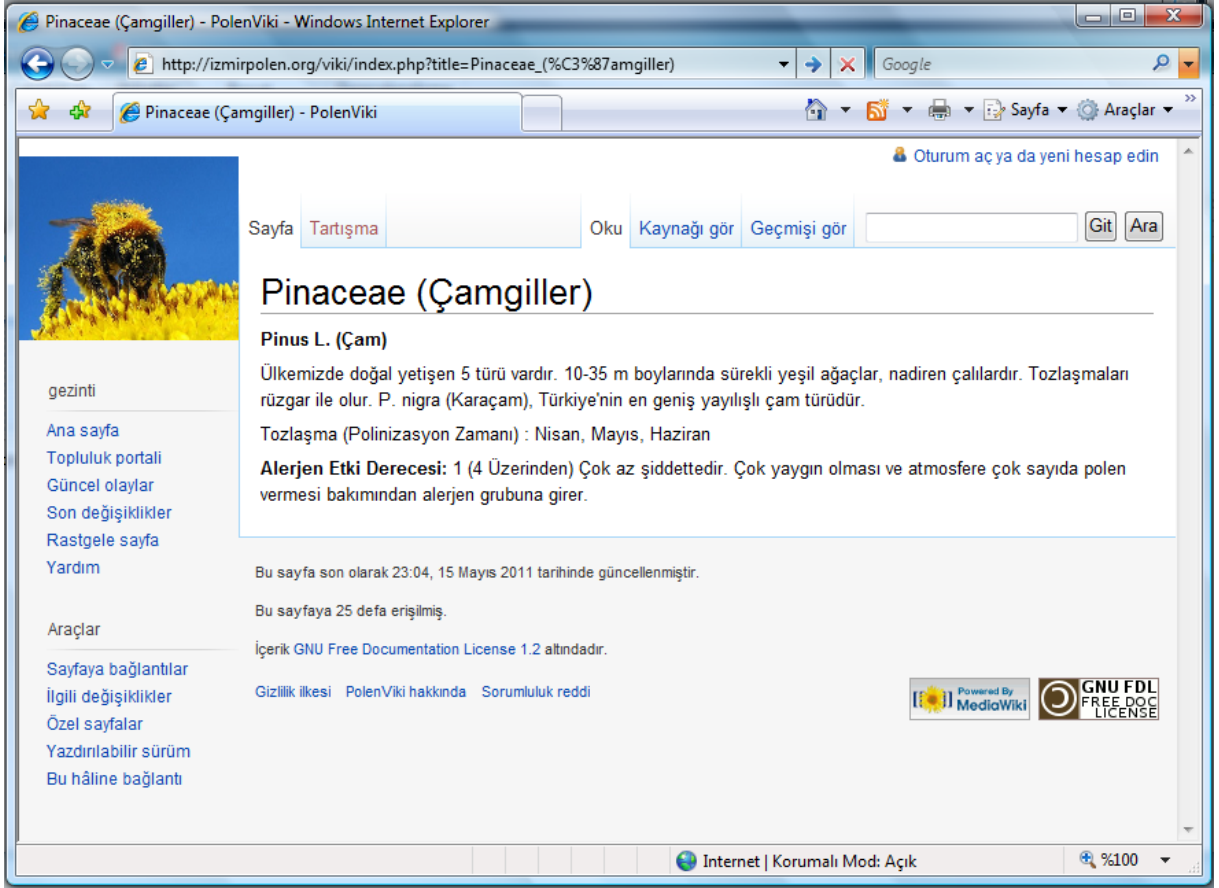 Pinaceae (Çamgiller) - PolenViki - Windows Internet Explorer
http://izmirpolen.org/viki/index.php?title=Pinaceae_(%C3%87amgiller)
Google
Pinaceae (Çamgiller) - PolenViki
Sayfa
Araçlar
Oturum aç ya da yeni hesap edin
Sayfa Tartışma Oku Kaynağı gör Geçmişi gör Git Ara
Pinaceae (Çamgiller)
Pinus L. (Çam)
Ülkemizde doğal yetişen 5 türü vardır. 10-35 m boylarında sürekli yeşil ağaçlar, nadiren çalılardır. Tozlaşmaları
rüzgar ile olur. P. nigra (Karaçam), Türkiye'nin en geniş yayılışlı çam türüdür.
Tozlaşma (Polinizasyon Zamanı) : Nisan, Mayıs, Haziran
Alerjen Etki Derecesi: 1 (4 Üzerinden) Çok az şiddettedir. Çok yaygın olması ve atmosfere çok sayıda polen
vermesi bakımından alerjen grubuna girer.
gezinti
Ana sayfa
Topluluk portali
Güncel olaylar
Son değişiklikler
Rastgele sayfa
Yardım
Araçlar
Sayfaya bağlantılar
İlgili değişiklikler
Özel sayfalar
Yazdırılabilir sürüm
Bu hâline bağlantı
Bu sayfa son olarak 23:04, 15 Mayıs 2011 tarihinde güncellenmiştir.
Bu sayfaya 25 defa erişilmiş.
İçerik GNU Free Documentation License 1.2 altındadır.
Gizlilik ilkesi PolenViki hakkında Sorumluluk reddi
Powered By
MediaWiki
GNU FDL
FREE DOC
LICENSE
Internet | Korumalı Mod: Açık
%100